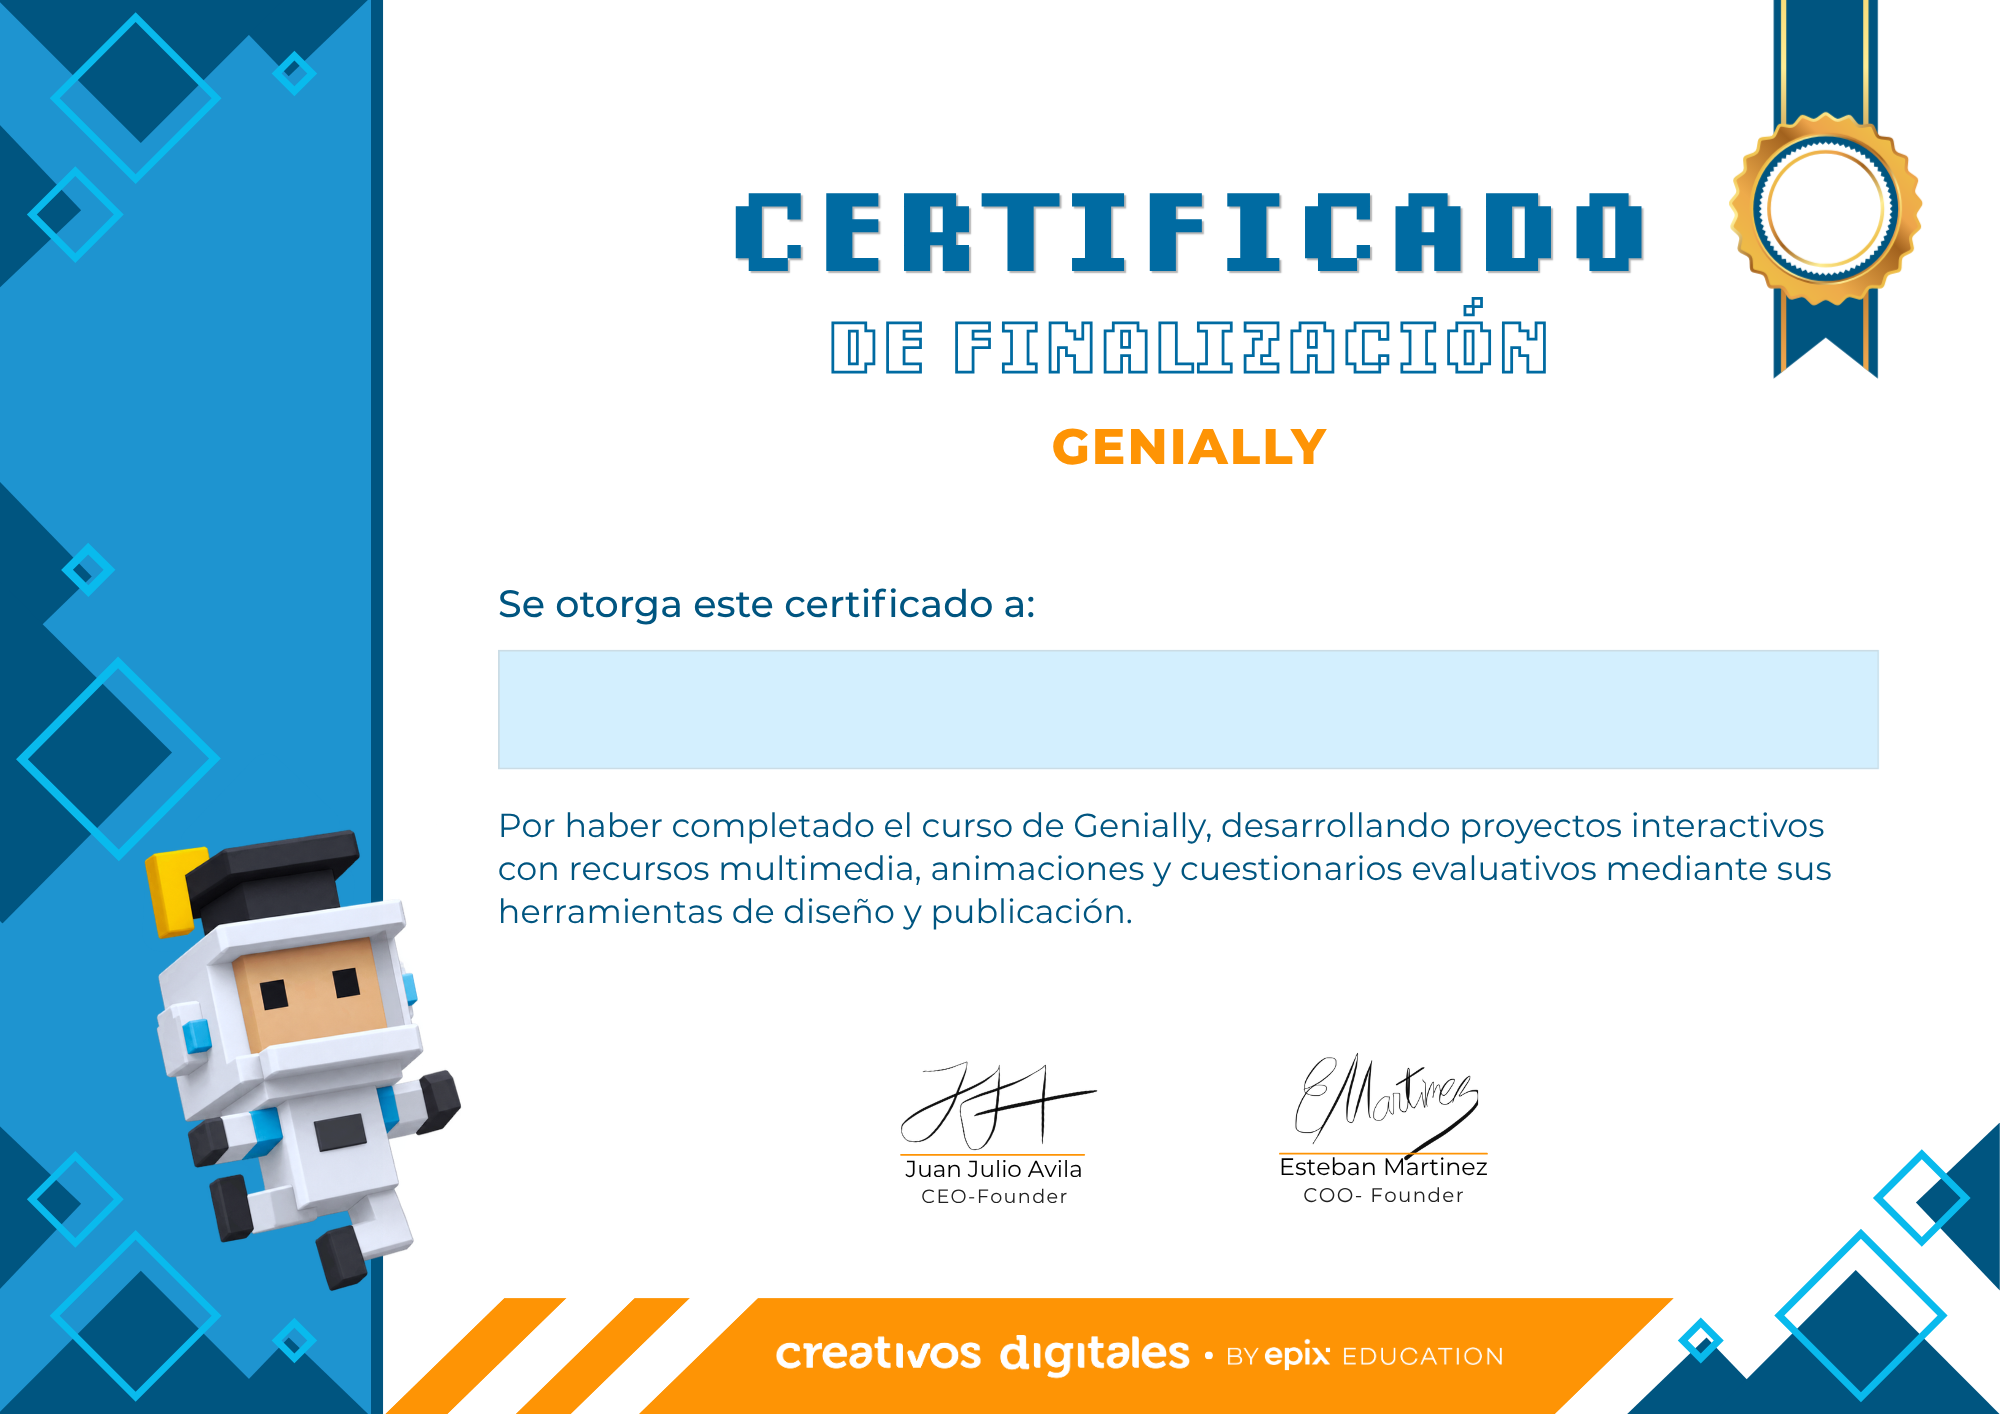 CERTIFICADO
DE FINALIZACIÓN
GENIALLY
Se otorga este certificado a:
Por haber completado el curso de Genially, desarrollando proyectos interactivos
con recursos multimedia, animaciones y cuestionarios evaluativos mediante sus
herramientas de diseño y publicación.
EMartinez
Juan Julio Avila
CEO-Founder
Esteban Martinez
COO- Founder
creativos digitales • BY epix EDUCATION